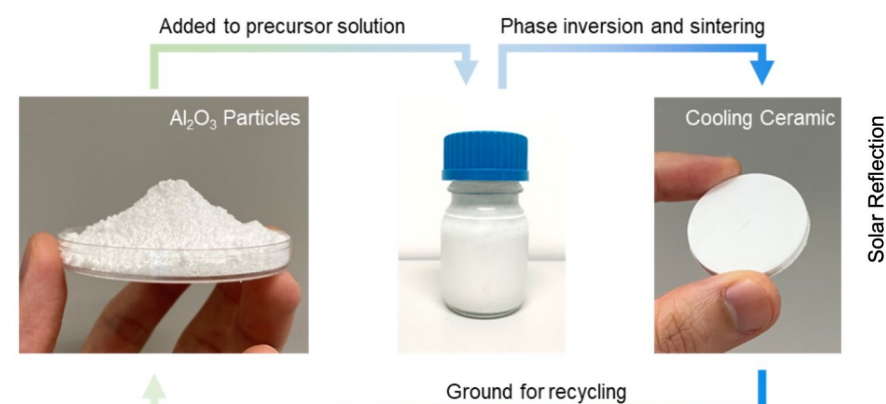 Added to precursor solution
Phase inversion and sintering
Al₂O₃ Particles
Cooling Ceramic
Solar Reflection
Ground for recycling